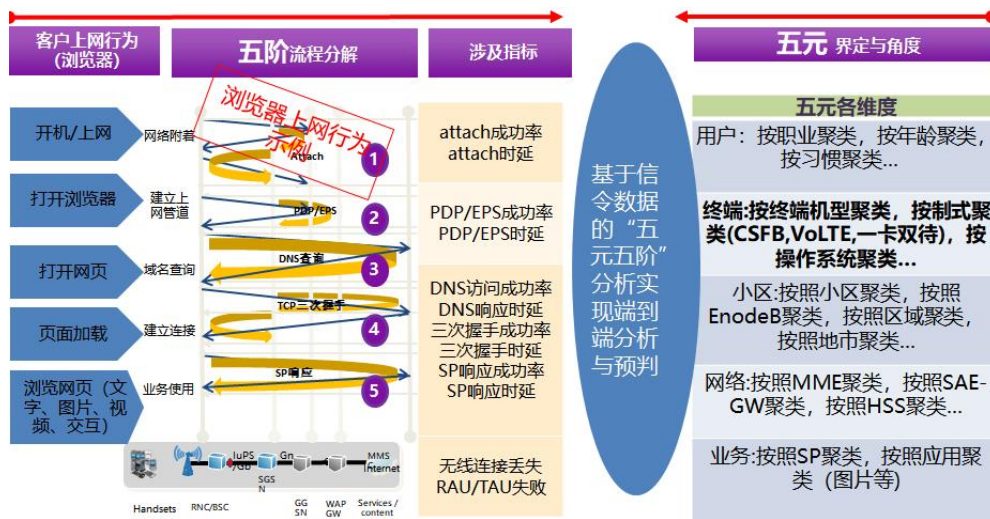 客户上网行为
(浏览器)
五阶流程分解
涉及指标
五元 界定与角度
浏览器上网行为
示例
开机/上网
打开浏览器
打开网页
页面加载
浏览网页（文
字、图片、视
频、交互）
网络附着
Attach
1
建立上
网管道
PDP/EPS
2
域名查询
DNS查询
3
建立连接
TCP三次握手
4
业务使用
SP响应
5
attach成功率
attach时延
PDP/EPS成功率
PDP/EPS时延
DNS访问成功率
DNS响应时延
三次握手成功率
三次握手时延
SP响应成功率
SP响应时延
无线连接丢失
RAU/TAU失败
基于信
令数据
的“五
元五阶”
分析实
现端到
端分析
与预判
五元各维度
用户：按职业聚类，按年龄聚类，
按习惯聚类...
终端:按终端机型聚类，按制式聚
类(CSFB,VoLTE,一卡双待)，按
操作系统聚类...
小区:按照小区聚类，按照
EnodeB聚类，按照区域聚类，
按照地市聚类...
网络:按照MME聚类，按照SAE-
GW聚类，按照HSS聚类...
业务:按照SP聚类，按照应用聚
类（图片等)
IuPS
/Gb
Gn
MMS
Internet
SGS
N
Handsets
RNC/BSC
GG
SN
WAP
GW
Services /
content